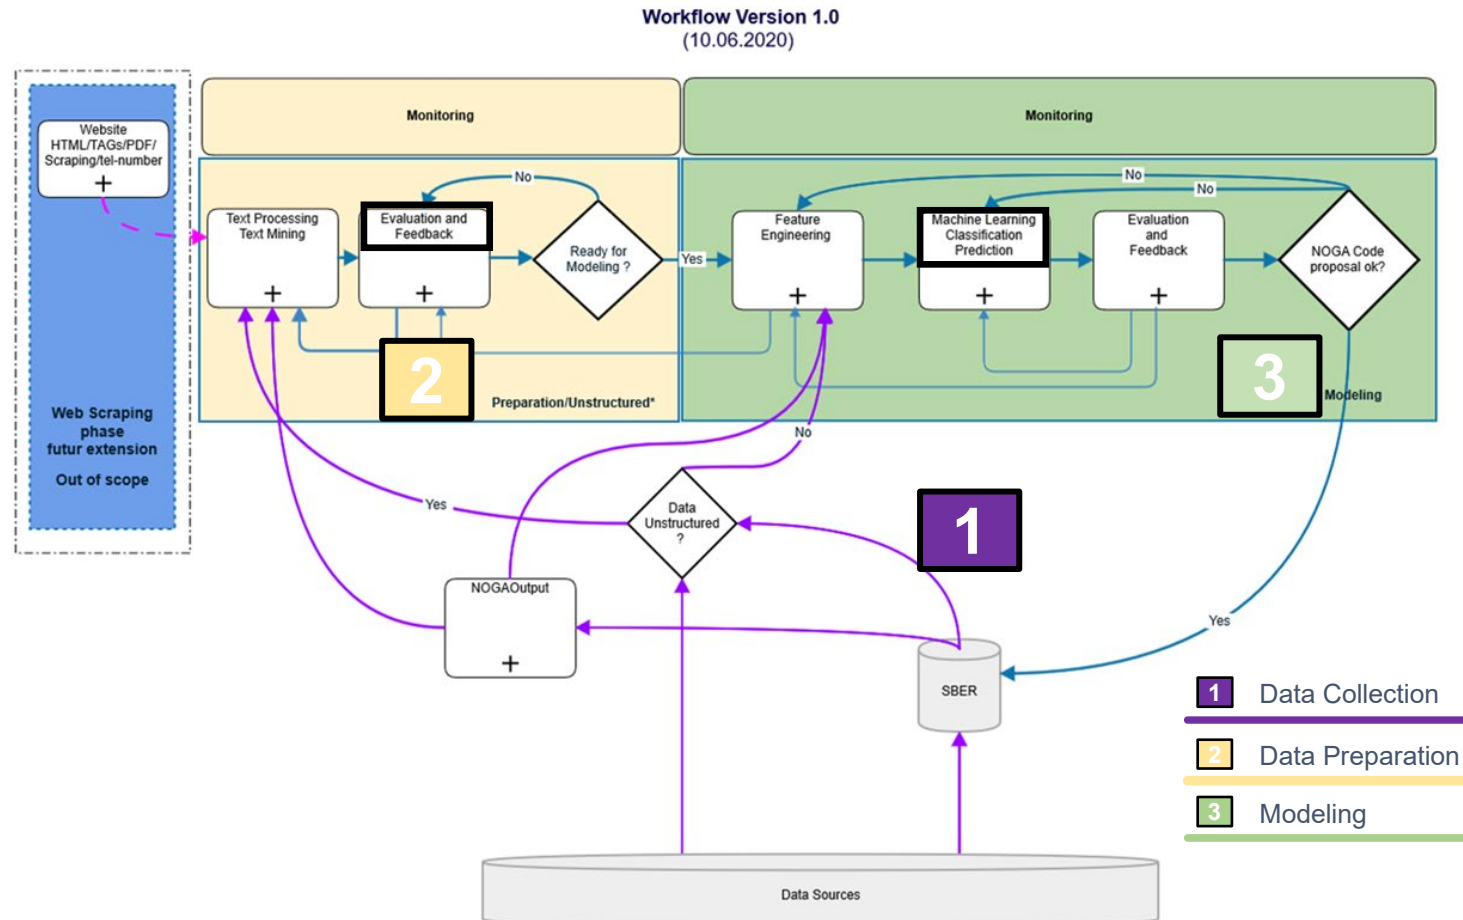 Workflow Version 1.0
(10.06.2020)
Monitoring
Monitoring
Website
HTML/TAGs/PDF/
Scraping/tel-number
Web Scraping
phase
futur extension
Out of scope
Text Processing
Text Mining
Evaluation and
Feedback
No
Ready for
Modeling ?
Yes
Feature
Engineering
Machine Learning
Classification
Prediction
Evaluation
and
Feedback
No
No
NOGA Code
proposal ok?
2
Preparation/Unstructured*
3
Modeling
No
Yes
Data
Unstructured
?
1
NOGAOutput
Yes
SBER
Data Sources
1 Data Collection
2 Data Preparation
3 Modeling